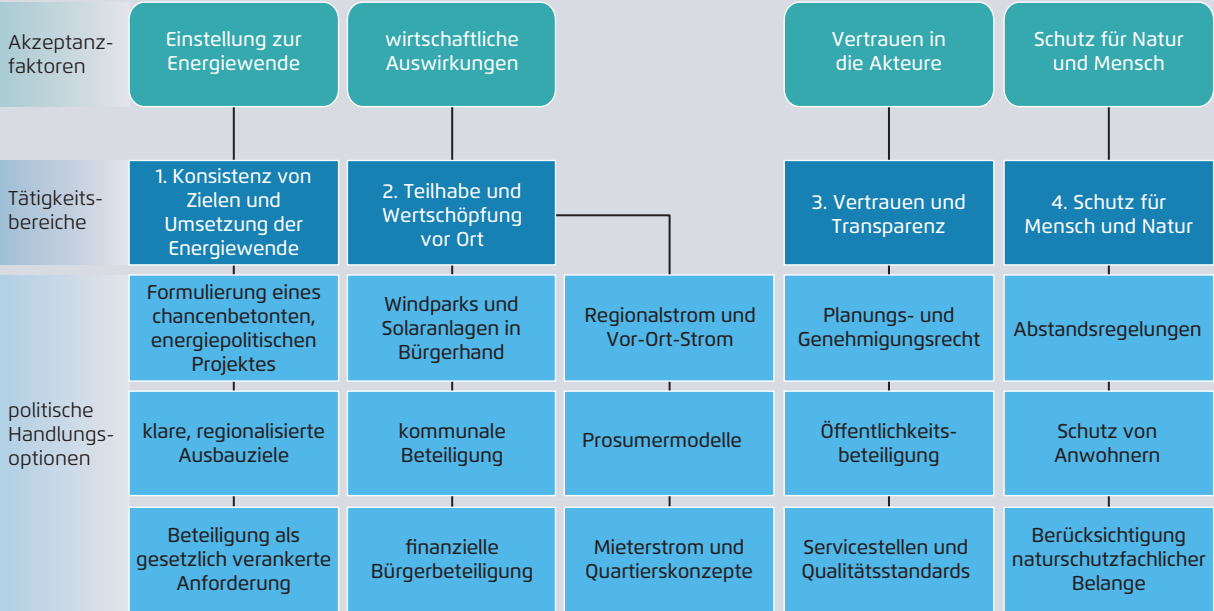 Akzeptanz-
faktoren
Einstellung zur
Energiewende
wirtschaftliche
Auswirkungen
Vertrauen in
die Akteure
Schutz für Natur
und Mensch
Tätigkeits-
bereiche
1. Konsistenz von
Zielen und
Umsetzung der
Energiewende
2. Teilhabe und
Wertschöpfung
vor Ort
3. Vertrauen und
Transparenz
4. Schutz für
Mensch und Natur
politische
Handlungs-
optionen
Formulierung eines
chancenbetonten,
energiepolitischen
Projektes
Windparks und
Solaranlagen in
Bürgerhand
Regionalstrom und
Vor-Ort-Strom
Planungs- und
Genehmigungsrecht
Abstandsregelungen
klare, regionalisierte
Ausbauziele
kommunale
Beteiligung
Prosumermodelle
Öffentlichkeits-
beteiligung
Schutz von
Anwohnern
Beteiligung als
gesetzlich verankerte
Anforderung
finanzielle
Bürgerbeteiligung
Mieterstrom und
Quartierskonzepte
Servicestellen und
Qualitätsstandards
Berücksichtigung
naturschutzfachlicher
Belange